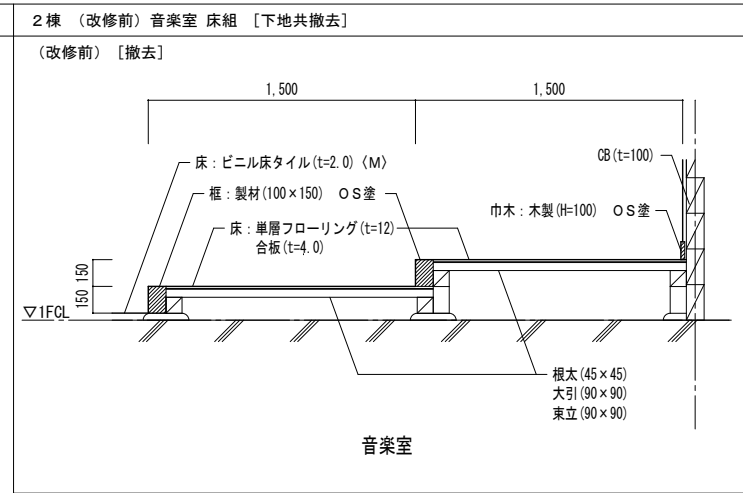 2棟 (改修前)音楽室 床組 [下地共撤去]
(改修前) [撤去]
1,500
1,500
床:ビニル床タイル(t=2.0)〈M〉
CB(t=100)
框:製材(100×150) OS塗
巾木:木製(H=100) OS塗
床:単層フローリング(t=12)
合板(t=4.0)
150
150
▽1FCL
根太(45×45)
大引(90×90)
束立(90×90)
音楽室